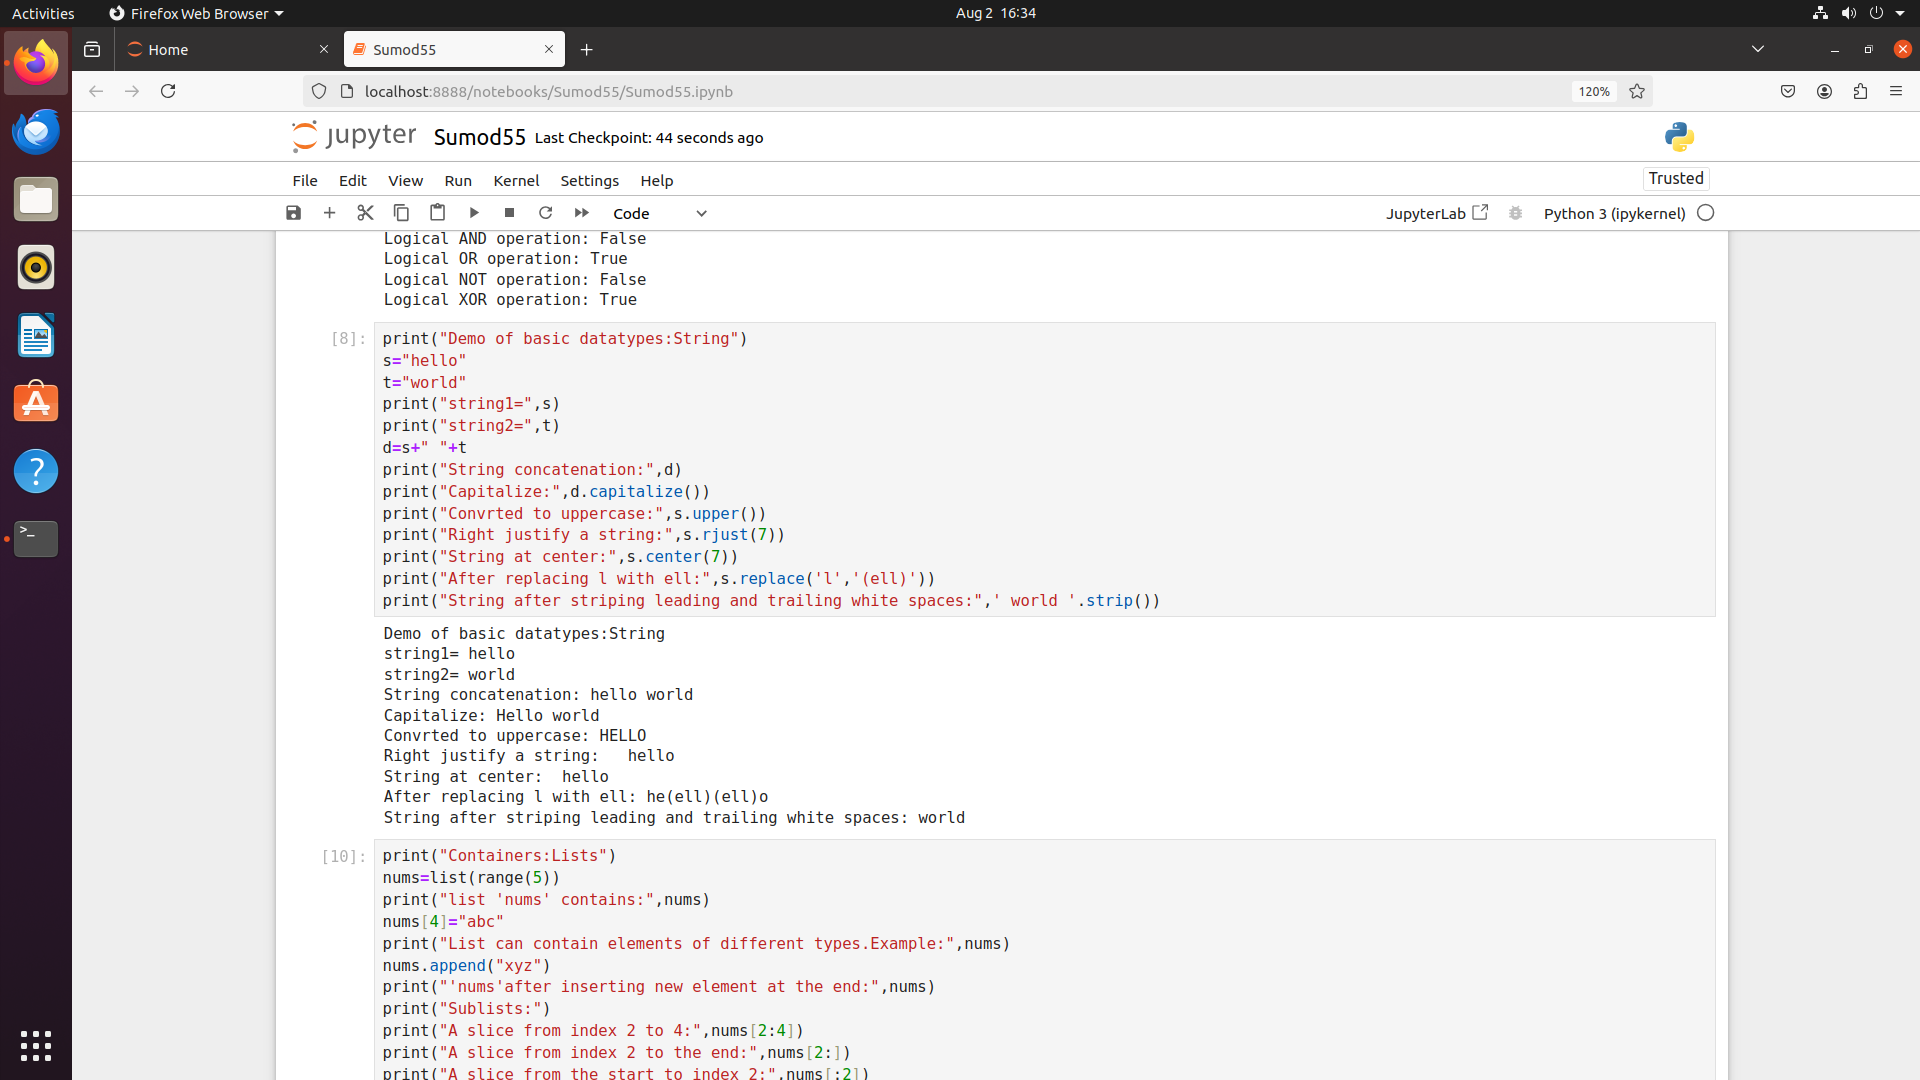 Activities
Firefox Web Browser
Aug 2 16:34
Home
Sumod55
localhost:8888/notebooks/Sumod55/Sumod55.ipynb
120%
jupyter
Sumod55
Last Checkpoint: 44 seconds ago
File Edit View Run Kernel Settings Help
Trusted
Code
JupyterLab
Python 3 (ipykernel)
Logical AND operation: False
Logical OR operation: True
Logical NOT operation: False
Logical XOR operation: True
[8]:
print("Demo of basic datatypes:String")
s="hello"
t="world"
print("string1=",s)
print("string2=",t)
d=s+" "+t
print("String concatenation:",d)
print("Capitalize:",d.capitalize())
print("Convrted to uppercase:",s.upper())
print("Right justify a string:",s.rjust(7))
print("String at center:",s.center(7))
print("After replacing l with ell:",s.replace('l','(ell)'))
print("String after striping leading and trailing white spaces:",' world '.strip())
Demo of basic datatypes:String
string1= hello
string2= world
String concatenation: hello world
Capitalize: Hello world
Convrted to uppercase: HELLO
Right justify a string:   hello
String at center:  hello
After replacing l with ell: he(ell)(ell)o
String after striping leading and trailing white spaces: world
[10]:
print("Containers:Lists")
nums=list(range(5))
print("list 'nums' contains:",nums)
nums[4]="abc"
print("List can contain elements of different types.Example:",nums)
nums.append("xyz")
print("'nums'after inserting new element at the end:",nums)
print("Sublists:")
print("A slice from index 2 to 4:",nums[2:4])
print("A slice from index 2 to the end:",nums[2:])
print("A slice from the start to index 2:",nums[:2])